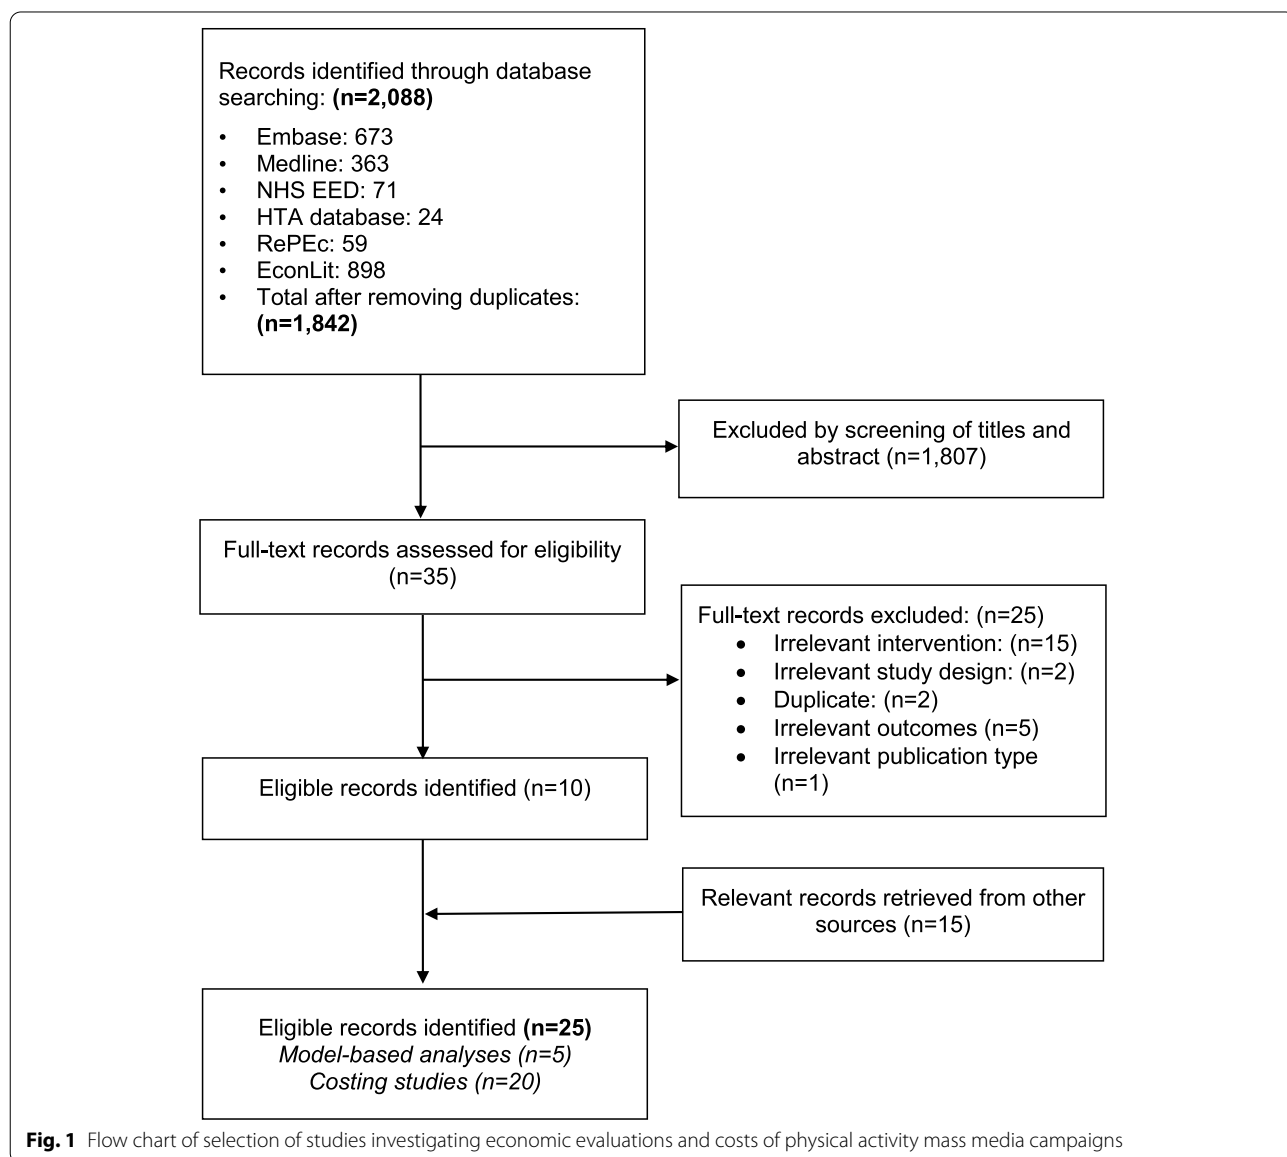 Records identified through database
searching: (n=2,088)
• Embase: 673
• Medline: 363
• NHS EED: 71
• HTA database: 24
• RePEc: 59
• EconLit: 898
• Total after removing duplicates:
(n=1,842)
Excluded by screening of titles and
abstract (n=1,807)
Full-text records assessed for eligibility
(n=35)
Full-text records excluded: (n=25)
• Irrelevant intervention: (n=15)
• Irrelevant study design: (n=2)
• Duplicate: (n=2)
• Irrelevant outcomes (n=5)
• Irrelevant publication type
(n=1)
Eligible records identified (n=10)
Relevant records retrieved from other
sources (n=15)
Eligible records identified (n=25)
Model-based analyses (n=5)
Costing studies (n=20)
Fig. 1 Flow chart of selection of studies investigating economic evaluations and costs of physical activity mass media campaigns